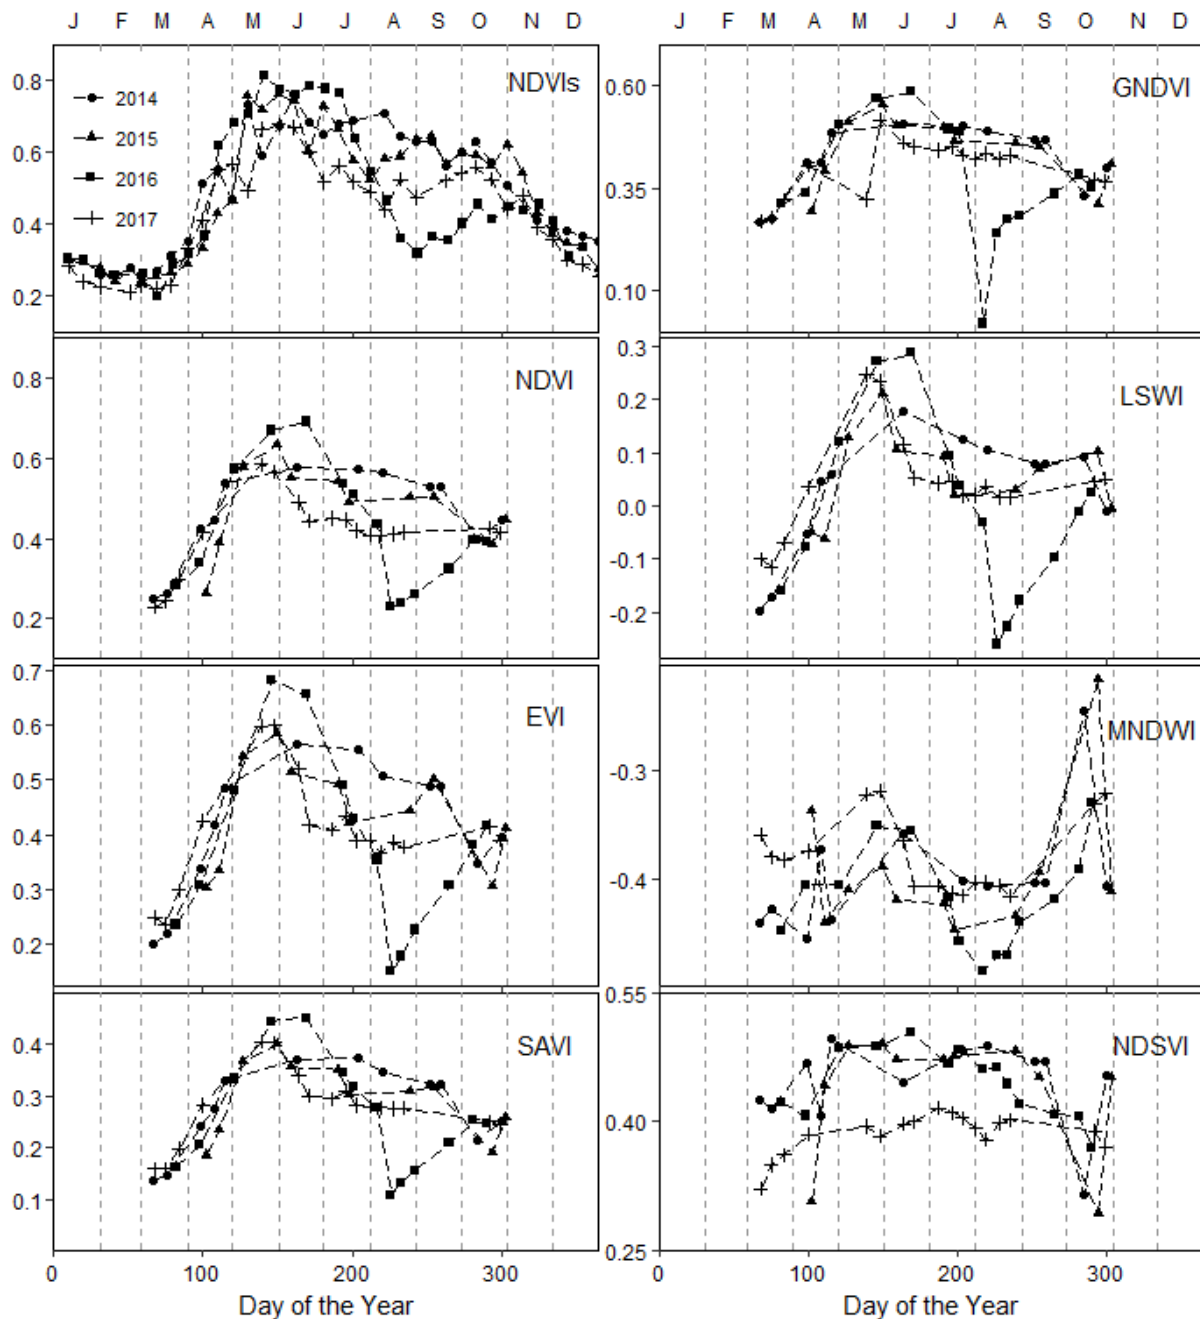 J F M A M J J A S O N D
J F M A M J J A S O N D
NDVIs
2014
2015
2016
2017
0.8
0.6
0.4
0.2
GNDVI
0.60
0.35
0.10
NDVI
0.8
0.6
0.4
0.2
LSWI
0.3
0.2
0.1
0.0
-0.1
-0.2
EVI
0.7
0.6
0.5
0.4
0.3
0.2
MNDWI
-0.3
-0.4
SAVI
0.4
0.3
0.2
0.1
NDSVI
0.55
0.40
0.25
0 100 200 300
0 100 200 300
Day of the Year
Day of the Year